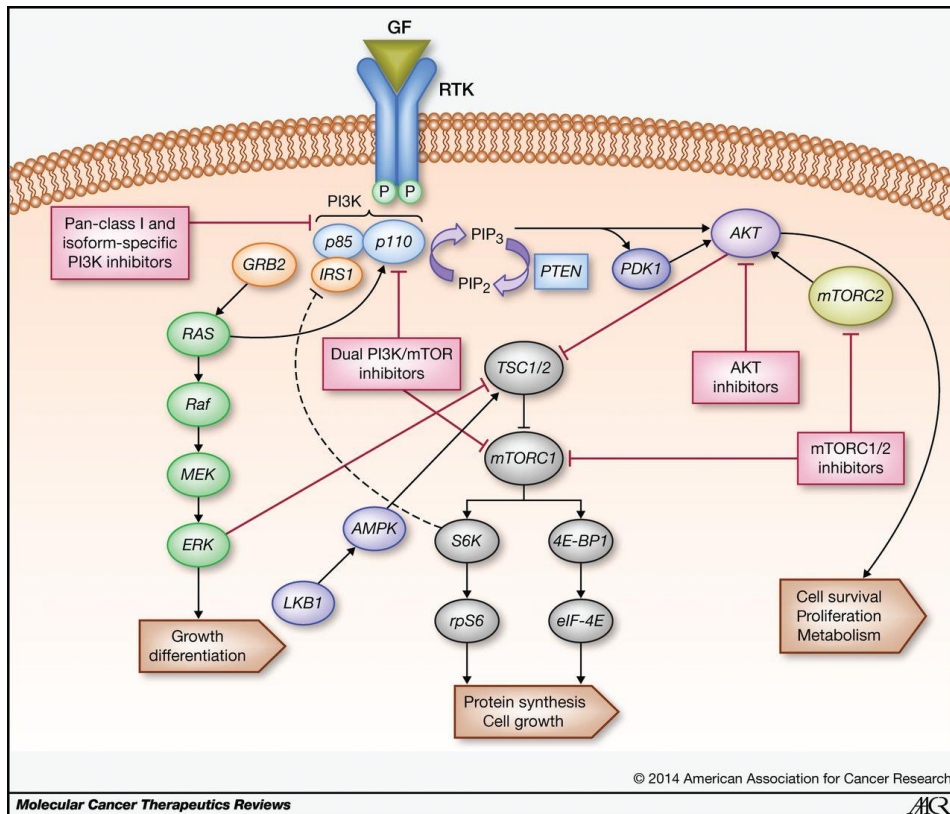 GF
RTK
P P
PI3K
Pan-class I and
isoform-specific
PI3K inhibitors
p85
p110
GRB2
IRS1
PIP3
PIP2
PTEN
PDK1
AKT
mTORC2
RAS
Dual PI3K/mTOR
inhibitors
TSC1/2
AKT
inhibitors
Raf
mTORC1
mTORC1/2
inhibitors
MEK
ERK
AMPK
S6K
4E-BP1
LKB1
rpS6
eIF-4E
Cell survival
Proliferation
Metabolism
Growth
differentiation
Protein synthesis
Cell growth
© 2014 American Association for Cancer Research
Molecular Cancer Therapeutics Reviews
AACR